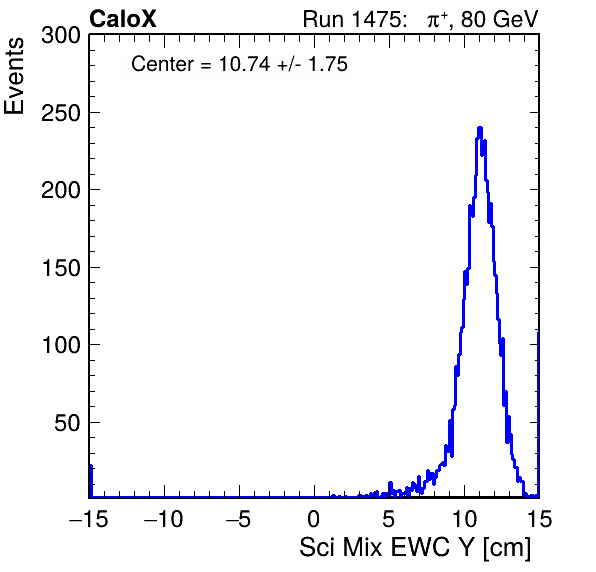 CaloX Run 1475: π⁺, 80 GeV
Events
Center = 10.74 +/- 1.75
300
250
200
150
100
50
−15 −10 −5 0 5 10 15
Sci Mix EWC Y [cm]